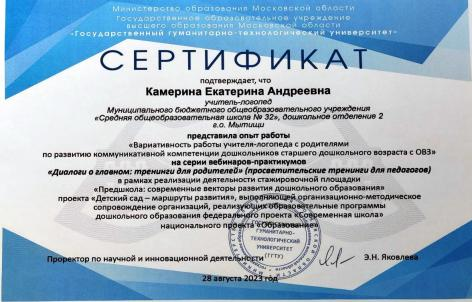 Министерство образования Московской области
Государственное образовательное учреждение
высшего образования Московской области
«Государственный гуманитарно-технологический университет»
СЕРТИФИКАТ
подтверждает, что
Камерина Екатерина Андреевна
учитель-логопед
Муниципального бюджетного общеобразовательного учреждения
«Средняя общеобразовательная школа № 32», дошкольное отделение 2
г.о. Мытищи
представила опыт работы
«Вариативность работы учителя-логопеда с родителями
по развитию коммуникативной компетенции дошкольников старшего дошкольного возраста с ОВЗ»
на серии вебинаров-практикумов
«Диалоги о главном: тренинги для родителей» (просветительские тренинги для педагогов)
в рамках реализации деятельности стажировочной площадки
«Предшкола: современные векторы развития дошкольного образования»
проекта «Детский сад – маршруты развития», выполняющей организационно-методическое
сопровождение организаций, реализующих образовательные программы
дошкольного образования федерального проекта «Современная школа»
национального проекта «Образование»
ГУМАНИТАРНО-
ТЕХНОЛОГИЧЕСКИЙ
УНИВЕРСИТЕТ
(ГГТУ)
Проректор по научной и инновационной деятельности Э.Н. Яковлева
28 августа 2023 год